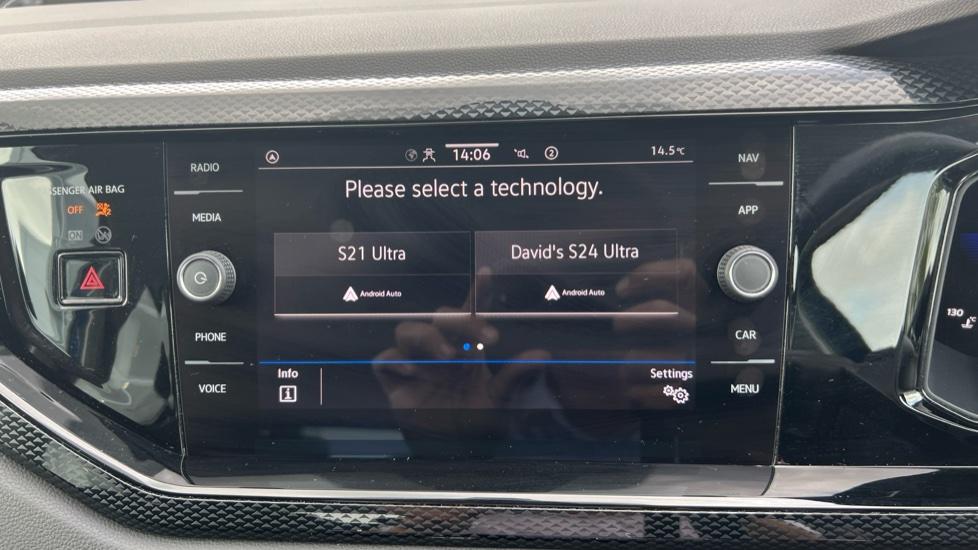 SENGER AIR BAG
OFF
ON
RADIO
MEDIA
PHONE
VOICE
14:06
2
14.5°C
Please select a technology.
S21 Ultra
Android Auto
David's S24 Ultra
Android Auto
Info
Settings
NAV
APP
CAR
MENU
130
°C